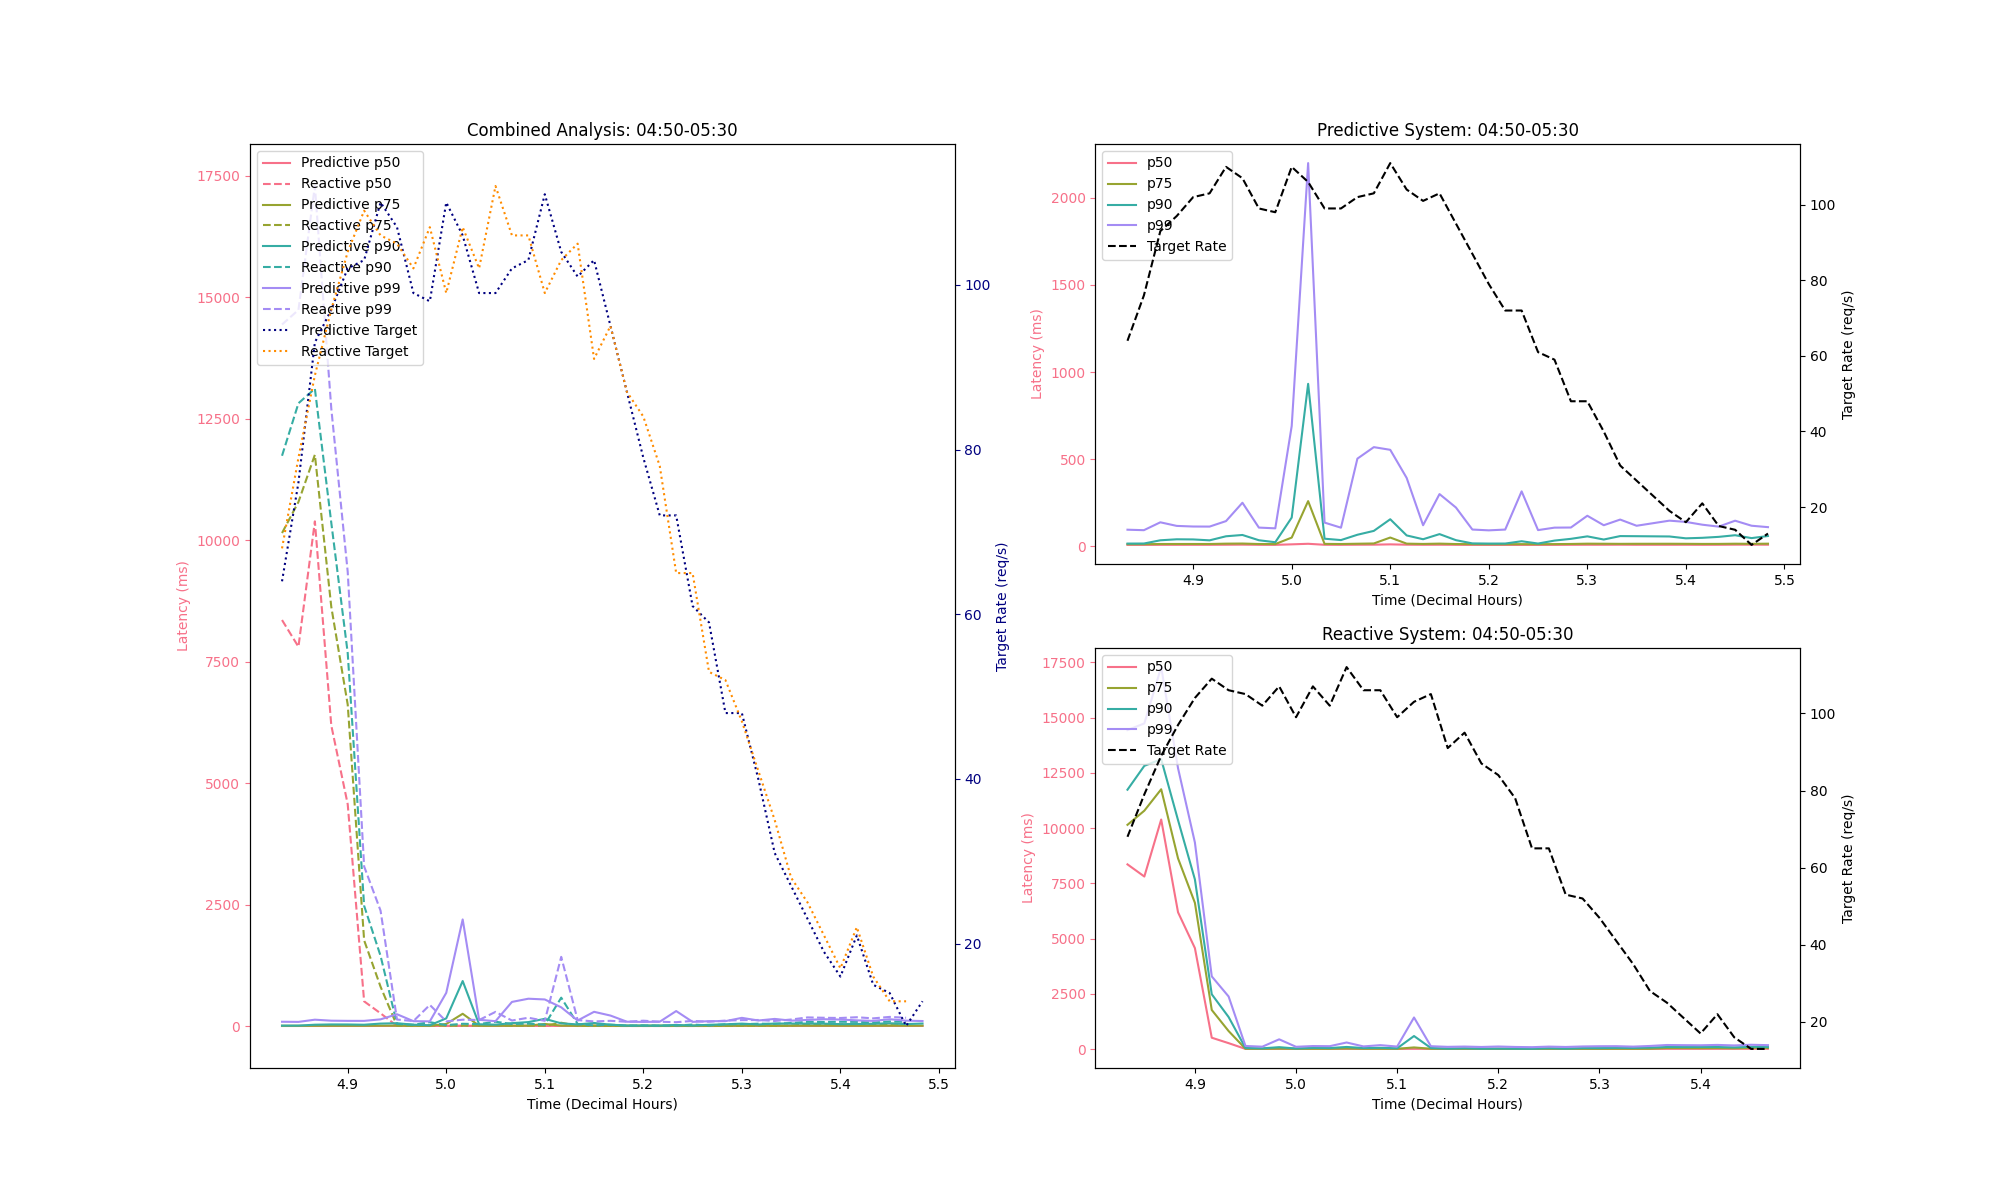 Combined Analysis: 04:50-05:30
Predictive p50
Reactive p50
Predictive p75
Reactive p75
Predictive p90
Reactive p90
Predictive p99
Reactive p99
Predictive Target
Reactive Target
17500
15000
12500
10000
7500
5000
2500
0
Latency (ms)
100
80
60
40
20
Target Rate (req/s)
4.9 5.0 5.1 5.2 5.3 5.4 5.5
Time (Decimal Hours)
Predictive System: 04:50-05:30
p50
p75
p90
p99
Target Rate
2000
1500
1000
500
0
Latency (ms)
100
80
60
40
20
Target Rate (req/s)
4.9 5.0 5.1 5.2 5.3 5.4 5.5
Time (Decimal Hours)
Reactive System: 04:50-05:30
p50
p75
p90
p99
Target Rate
17500
15000
12500
10000
7500
5000
2500
0
Latency (ms)
100
80
60
40
20
Target Rate (req/s)
4.9 5.0 5.1 5.2 5.3 5.4
Time (Decimal Hours)